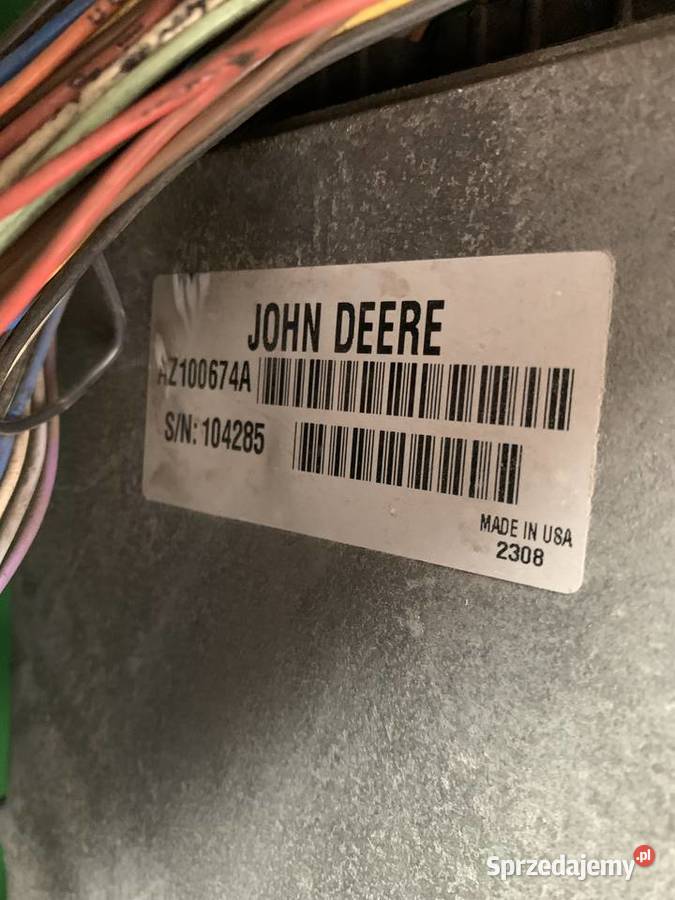 JOHN DEERE
AZ100674A
S/N: 104285
MADE IN USA
2308
Sprzedajemy.pl